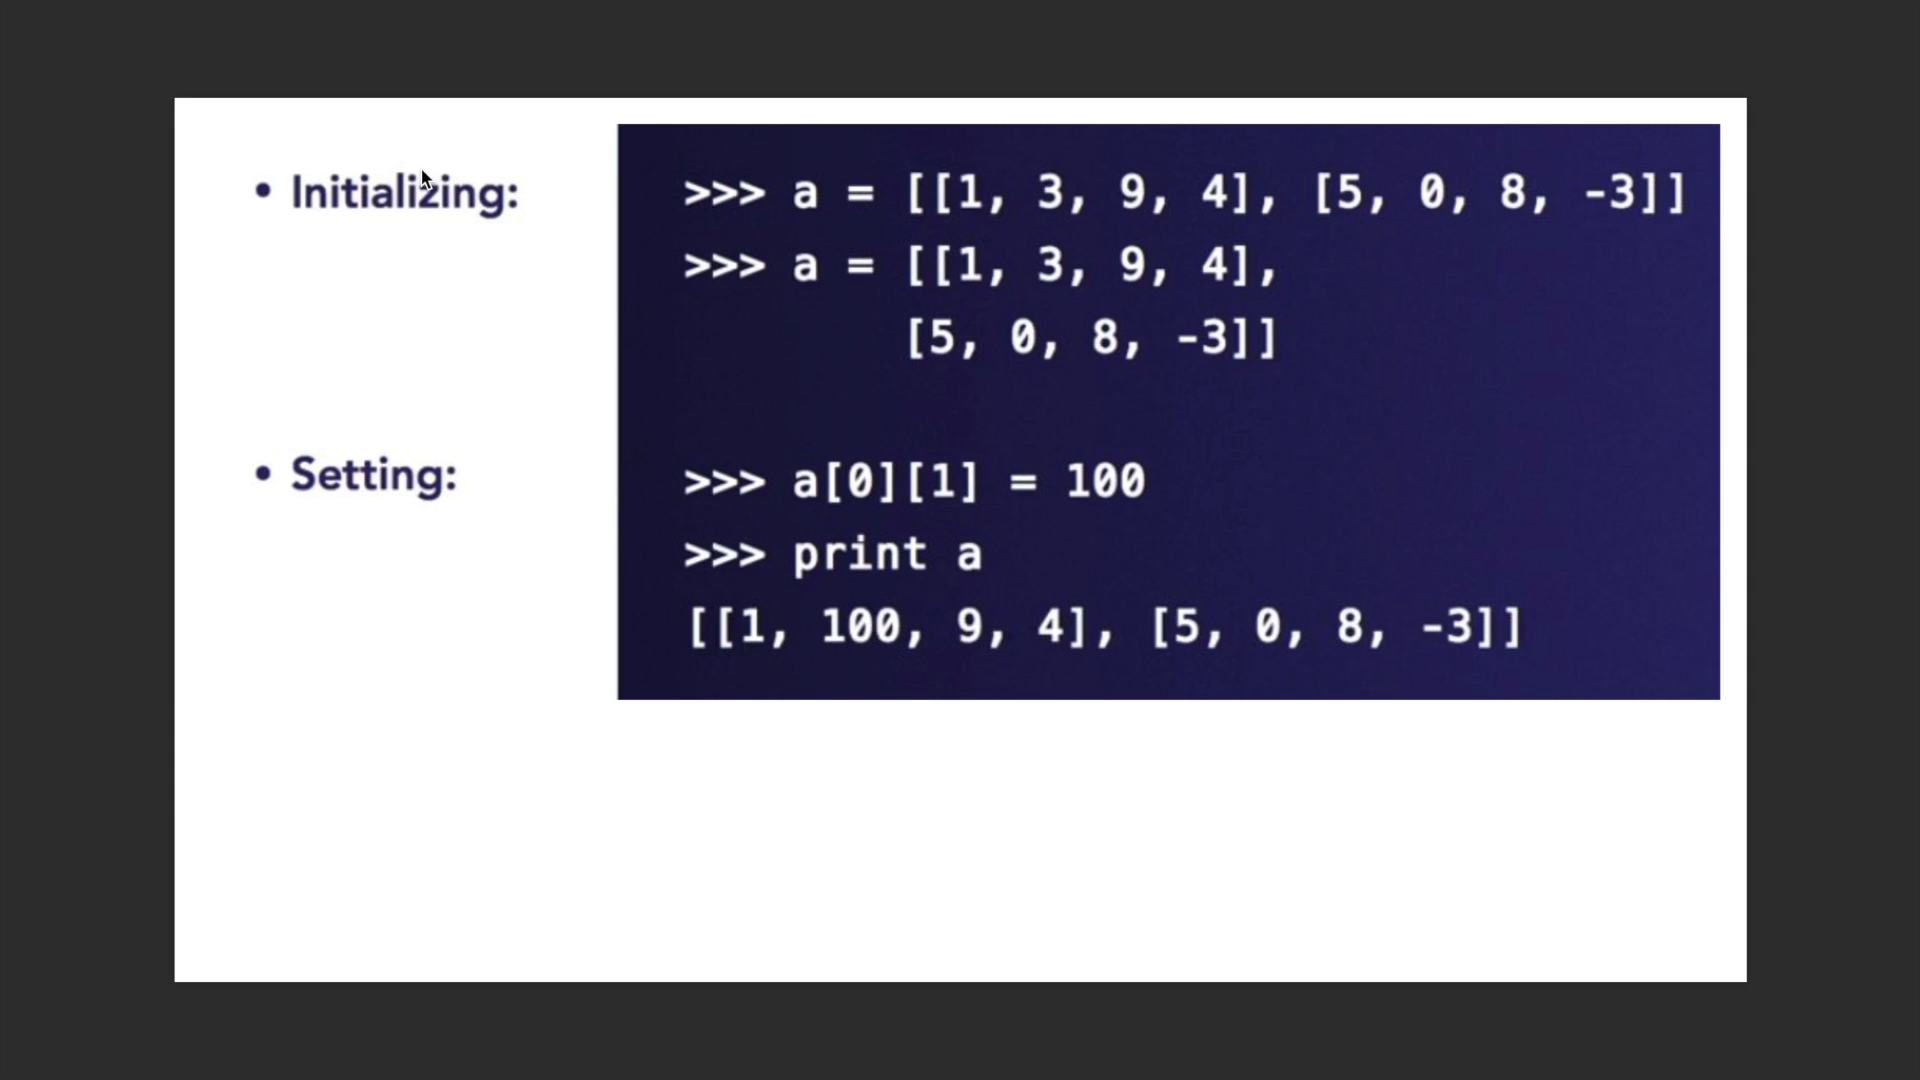 • Initializing:
>>> a = [[1, 3, 9, 4], [5, 0, 8, -3]]
>>> a = [[1, 3, 9, 4],
[5, 0, 8, -3]]
• Setting:
>>> a[0][1] = 100
>>> print a
[[1, 100, 9, 4], [5, 0, 8, -3]]